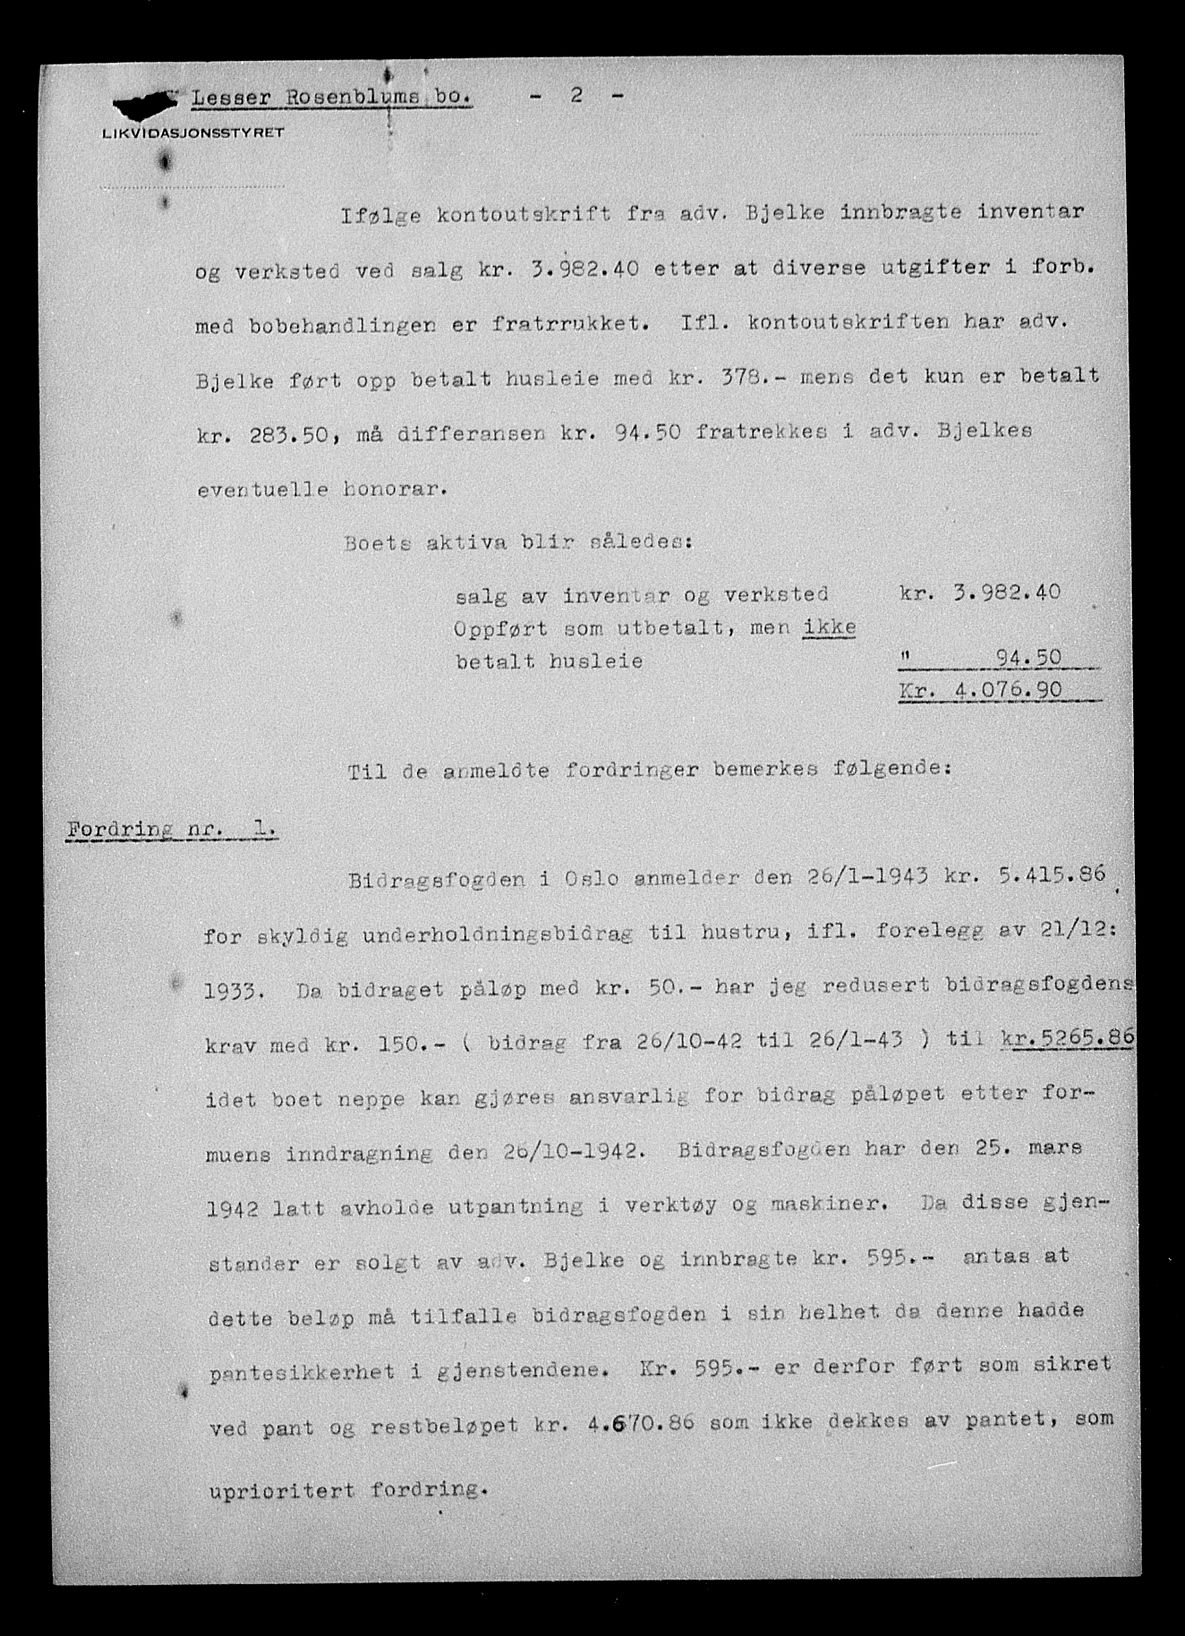 Lesser Rosenblums bo. - 2 -
LIKVIDASJONSSTYRET
Ifølge kontoutskrift fra adv. Bjelke innbragte inventar
og verksted ved salg kr. 3.982.40 etter at diverse utgifter i forb.
med bobehandlingen er fratrrukket. Ifl. kontoutskriften har adv.
Bjelke ført opp betalt husleie med kr. 378.- mens det kun er betalt
kr. 283.50, må differansen kr. 94.50 fratrekkes i adv. Bjelkes
eventuelle honorar.
Boets aktiva blir således:
salg av inventar og verksted kr. 3.982.40
Oppført som utbetalt, men ikke
betalt husleie " 94.50
Kr. 4.076.90
Til de anmeldte fordringer bemerkes følgende:
Fordring nr. 1.
Bidragsfogden i Oslo anmelder den 26/1-1943 kr. 5.415.86
for skyldig underholdningsbidrag til hustru, ifl. forelegg av 21/12:
1933. Da bidraget påløp med kr. 50.- har jeg redusert bidragsfogdens
krav med kr. 150.- ( bidrag fra 26/10-42 til 26/1-43 ) til kr.5265.86
idet boet neppe kan gjøres ansvarlig for bidrag påløpet etter for-
muens inndragning den 26/10-1942. Bidragsfogden har den 25. mars
1942 latt avholde utpantning i verktøy og maskiner. Da disse gjen-
stander er solgt av adv. Bjelke og innbragte kr. 595.- antas at
dette beløp må tilfalle bidragsfogden i sin helhet da denne hadde
pantesikkerhet i gjenstendene. Kr. 595.- er derfor ført som sikret
ved pant og restbeløpet kr. 4.670.86 som ikke dekkes av pantet, som
uprioritert fordring.